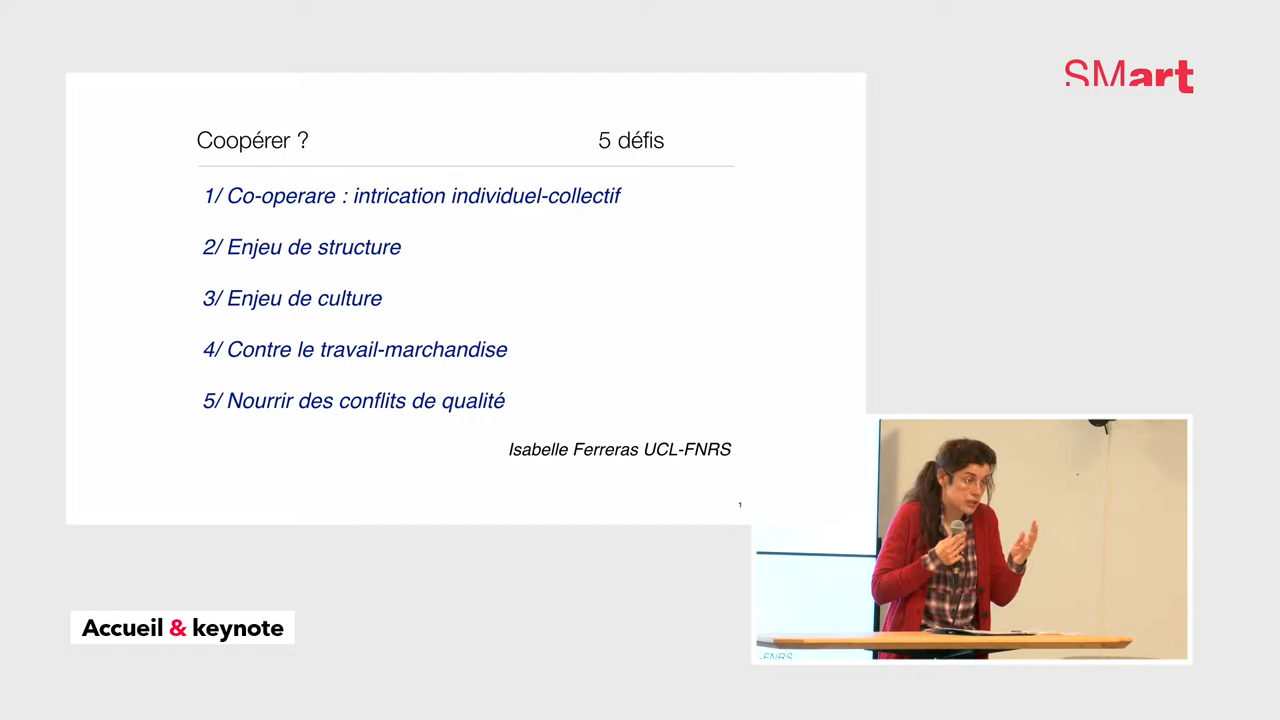 SMart
Coopérer ? 5 défis
1/ Co-operare : intrication individuel-collectif
2/ Enjeu de structure
3/ Enjeu de culture
4/ Contre le travail-marchandise
5/ Nourrir des conflits de qualité
Isabelle Ferreras UCL-FNRS
1
Accueil & keynote
-FNRS